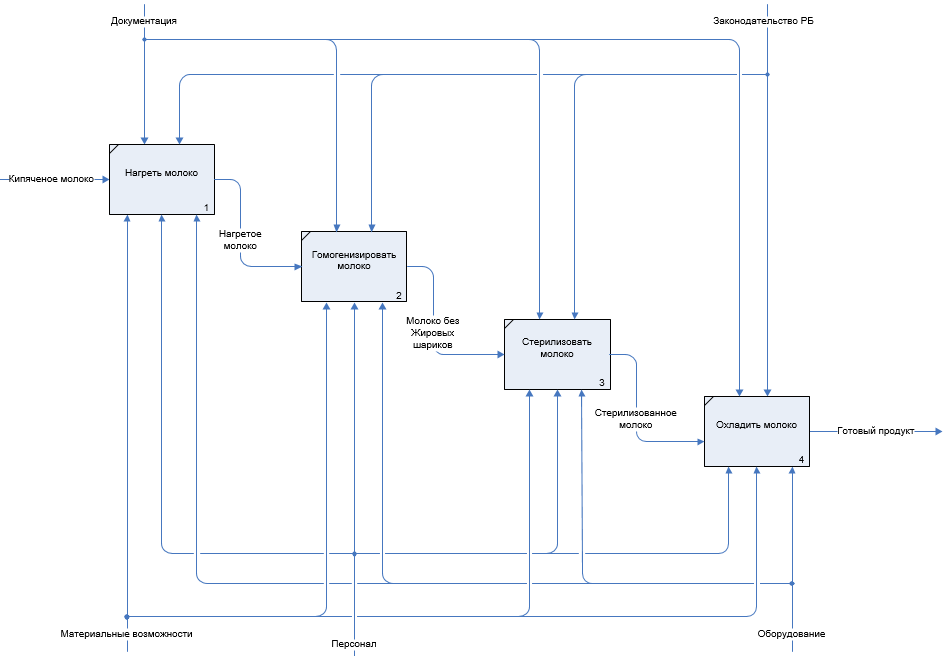 Документация
Законодательство РБ
Кипяченое молоко
Нагреть молоко
1
Нагретое
молоко
Гомогенизировать
молоко
2
Молоко без
Жировых
шариков
Стерилизовать
молоко
3
Стерилизованное
молоко
Охладить молоко
4
Готовый продукт
Материальные возможности
Персонал
Оборудование